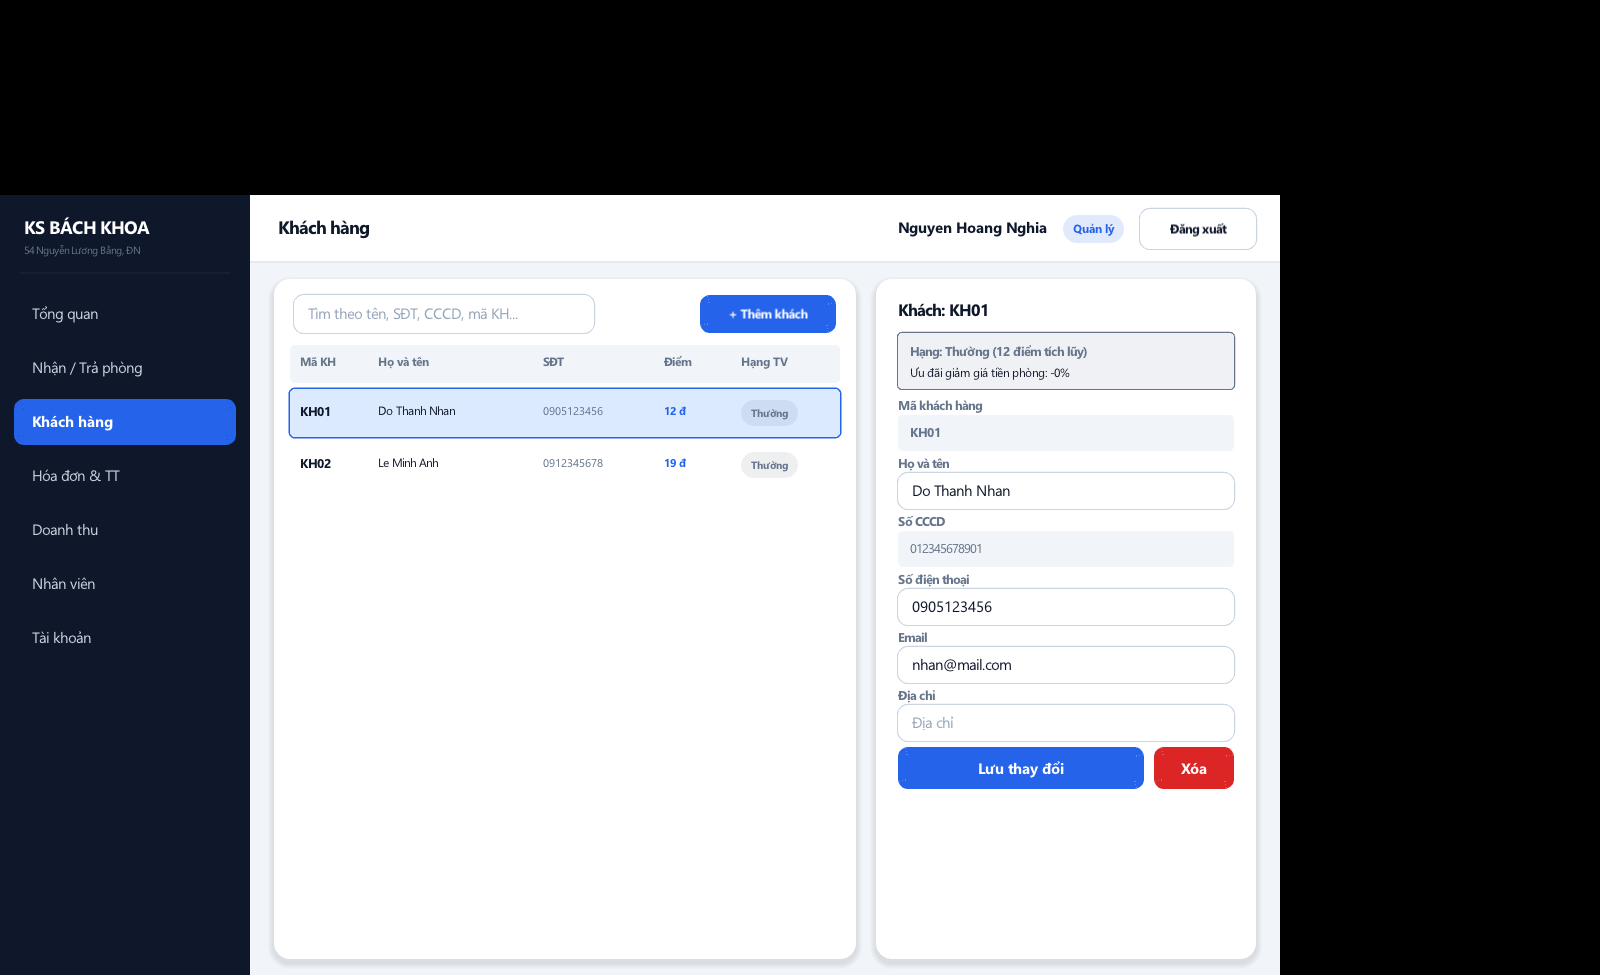 KS BÁCH KHOA
54 Nguyễn Lương Bằng, ĐN
Tổng quan
Nhận / Trả phòng
Khách hàng
Hóa đơn & TT
Doanh thu
Nhân viên
Tài khoản
Khách hàng
Nguyen Hoang Nghia
Quản lý
Đăng xuất
Tìm theo tên, SĐT, CCCD, mã KH...
+ Thêm khách
Mã KH Họ và tên SĐT Điểm Hạng TV
KH01 Do Thanh Nhan 0905123456 12 đ Thường
KH02 Le Minh Anh 0912345678 19 đ Thường
Khách: KH01
Hạng: Thường (12 điểm tích lũy)
Ưu đãi giảm giá tiền phòng: -0%
Mã khách hàng
KH01
Họ và tên
Do Thanh Nhan
Số CCCD
012345678901
Số điện thoại
0905123456
Email
nhan@mail.com
Địa chỉ
Địa chỉ
Lưu thay đổi
Xóa